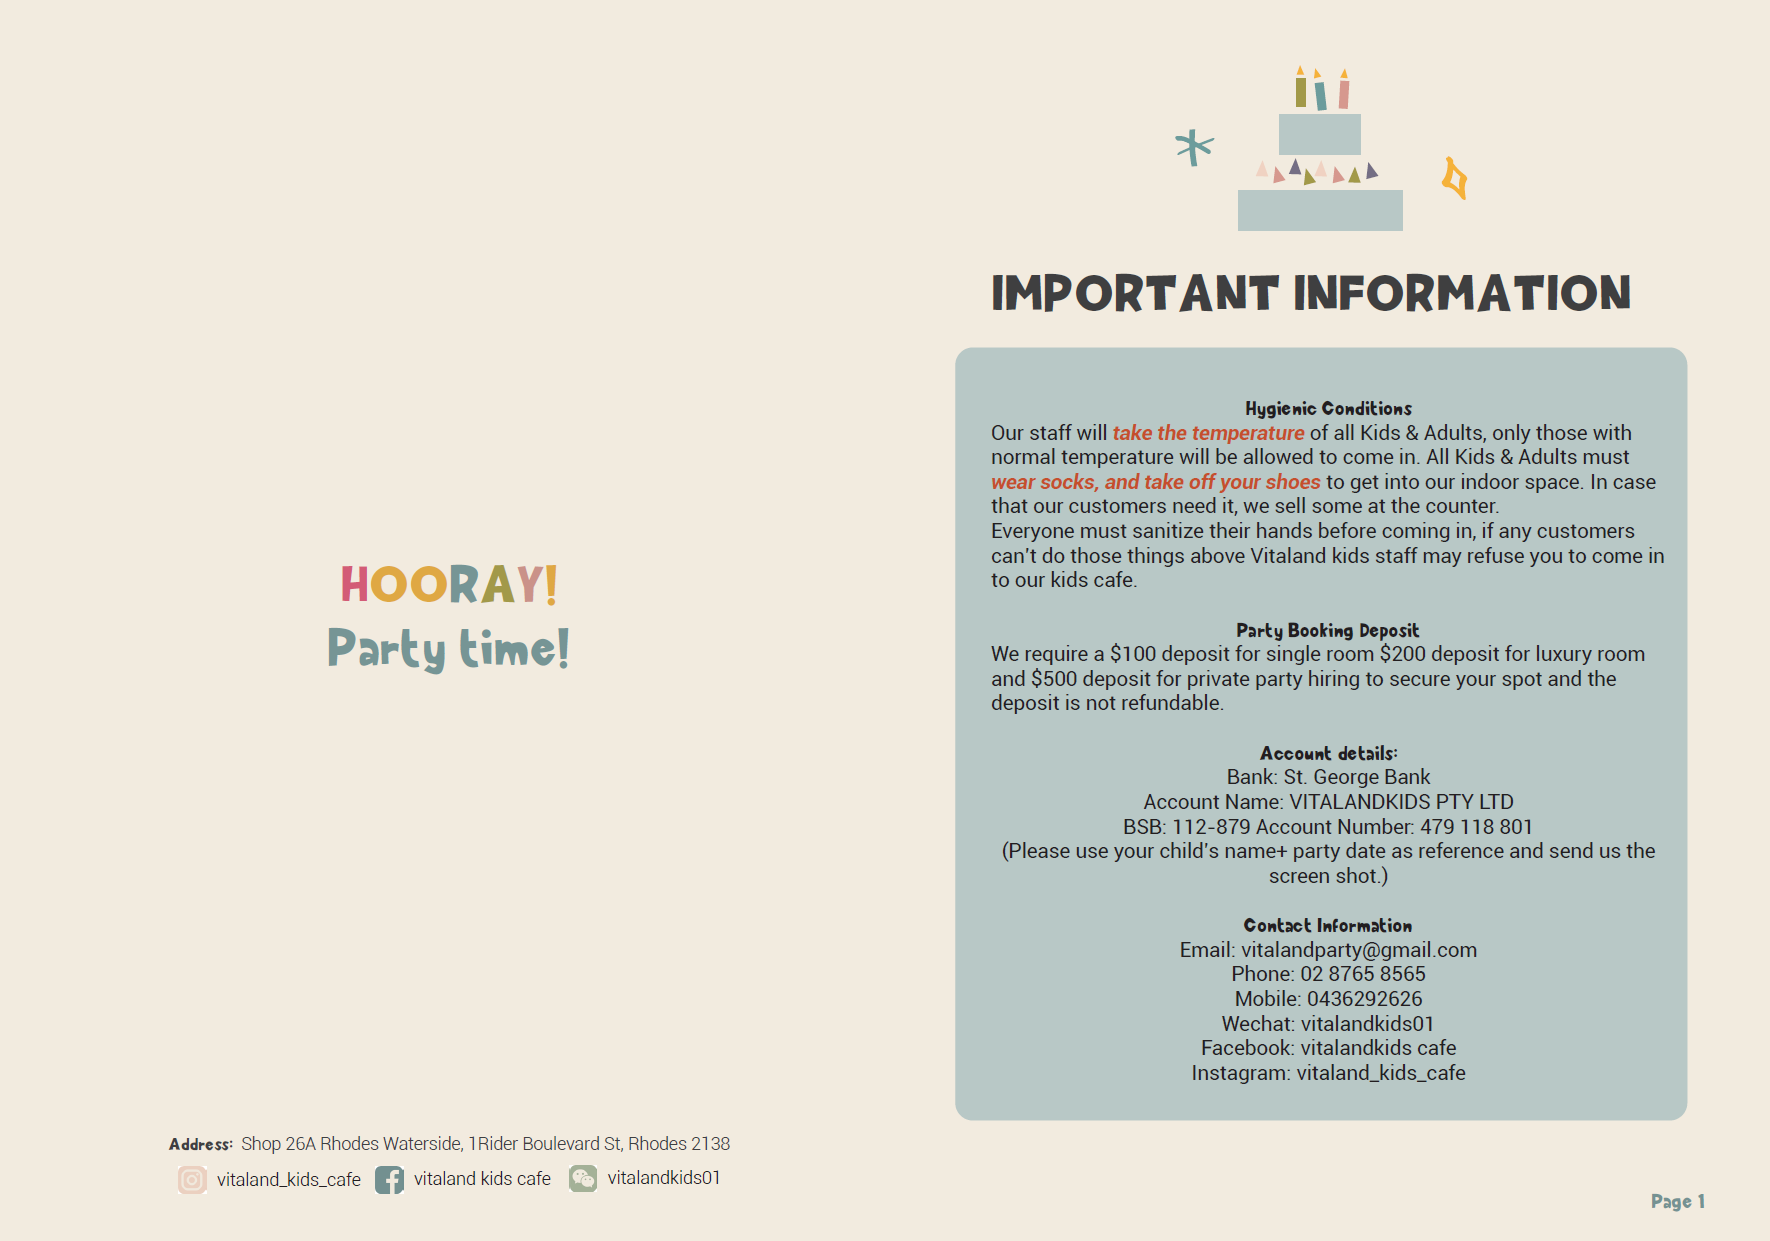 HOORAY!
Party time!
Address: Shop 26A Rhodes Waterside, 1Rider Boulevard St, Rhodes 2138
vitaland_kids_cafe vitaland kids cafe vitalandkids01
IMPORTANT INFORMATION
Hygienic Conditions
Our staff will take the temperature of all Kids & Adults, only those with
normal temperature will be allowed to come in. All Kids & Adults must
wear socks, and take off your shoes to get into our indoor space. In case
that our customers need it, we sell some at the counter.
Everyone must sanitize their hands before coming in, if any customers
can't do those things above Vitaland kids staff may refuse you to come in
to our kids cafe.
Party Booking Deposit
We require a $100 deposit for single room $200 deposit for luxury room
and $500 deposit for private party hiring to secure your spot and the
deposit is not refundable.
Account details:
Bank: St. George Bank
Account Name: VITALANDKIDS PTY LTD
BSB: 112-879 Account Number: 479 118 801
(Please use your child's name+ party date as reference and send us the
screen shot.)
Contact Information
Email: vitalandparty@gmail.com
Phone: 02 8765 8565
Mobile: 0436292626
Wechat: vitalandkids01
Facebook: vitalandkids cafe
Instagram: vitaland_kids_cafe
Page 1